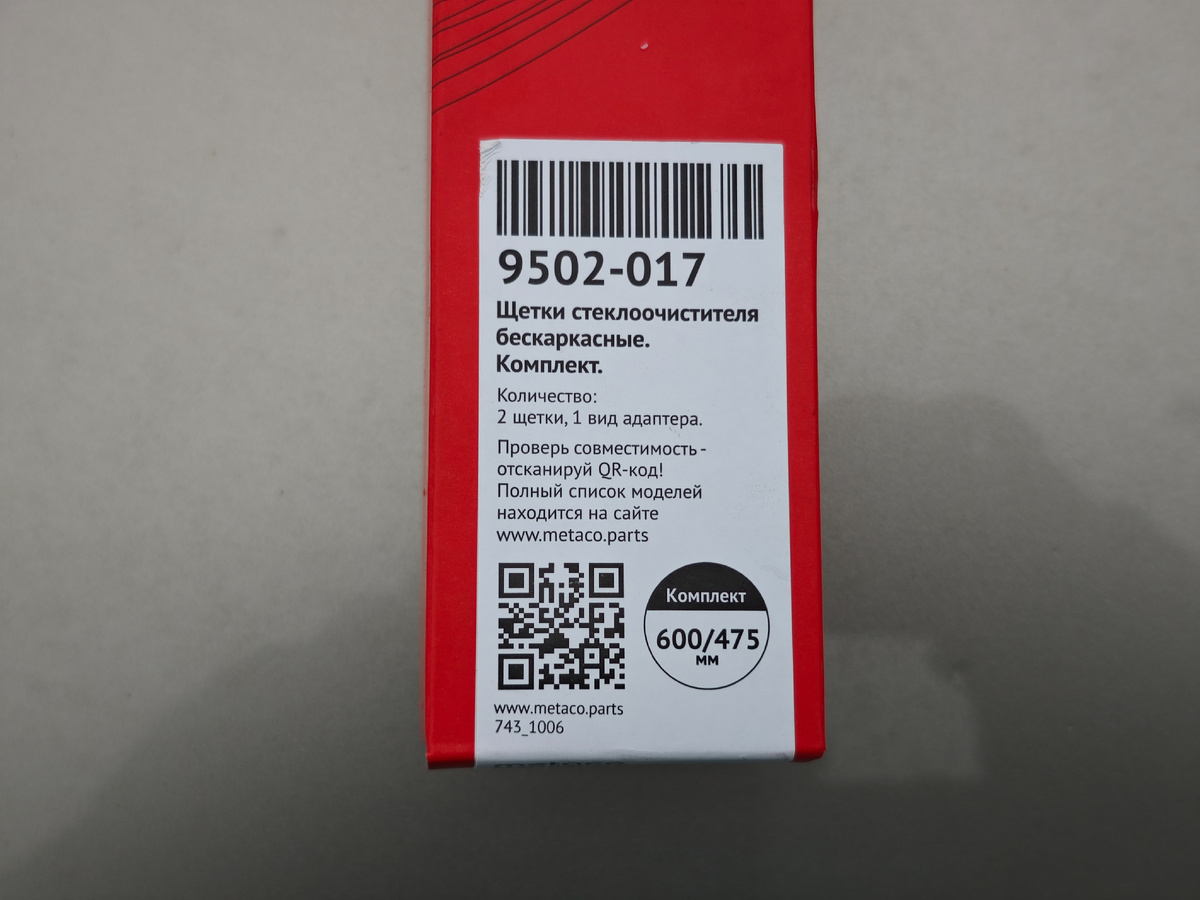 9502-017
Щетки стеклоочистителя
бескаркасные.
Комплект.
Количество:
2 щетки, 1 вид адаптера.
Проверь совместимость -
отсканируй QR-код!
Полный список моделей
находится на сайте
www.metaco.parts
Комплект
600/475
мм
www.metaco.parts
743_1006